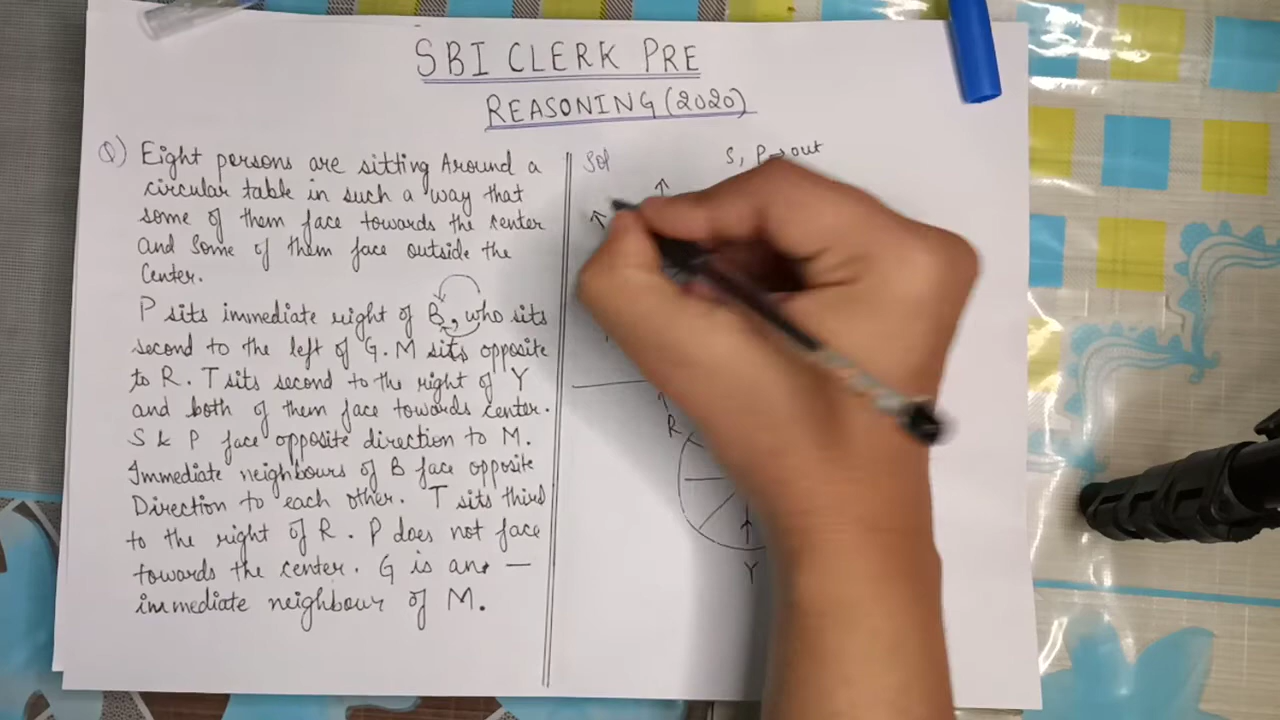 SBI CLERK PRE
REASONING (2020)
Q) Eight persons are sitting Around a
circular table in such a way that
some of them face towards the center
and some of them face outside the
Center.
P sits immediate right of B, who sits
second to the left of G. M sits opposite
to R. T sits second to the right of Y
and both of them face towards center.
S & P face opposite direction to M.
Immediate neighbours of B face opposite
Direction to each other. T sits third
to the right of R. P does not face
towards the center. G is an —
immediate neighbour of M.
Sol
S, P → out
R
Y